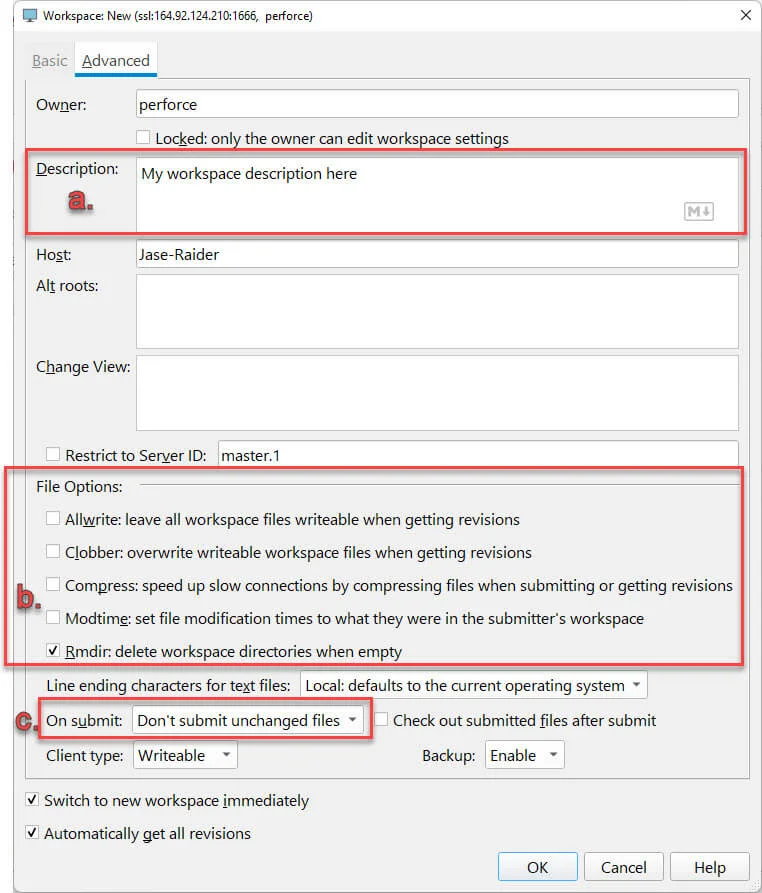 Workspace: New (ssl:164.92.124.210:1666,  perforce)
Basic Advanced
Owner: perforce
Locked: only the owner can edit workspace settings
Description: My workspace description here
a.
M↓
Host: Jase-Raider
Alt roots:
Change View:
Restrict to Server ID: master.1
File Options:
Allwrite: leave all workspace files writeable when getting revisions
Clobber: overwrite writeable workspace files when getting revisions
Compress: speed up slow connections by compressing files when submitting or getting revisions
b.
Modtime: set file modification times to what they were in the submitter's workspace
Rmdir: delete workspace directories when empty
Line ending characters for text files: Local: defaults to the current operating system
c. On submit: Don't submit unchanged files Check out submitted files after submit
Client type: Writeable Backup: Enable
Switch to new workspace immediately
Automatically get all revisions
OK Cancel Help